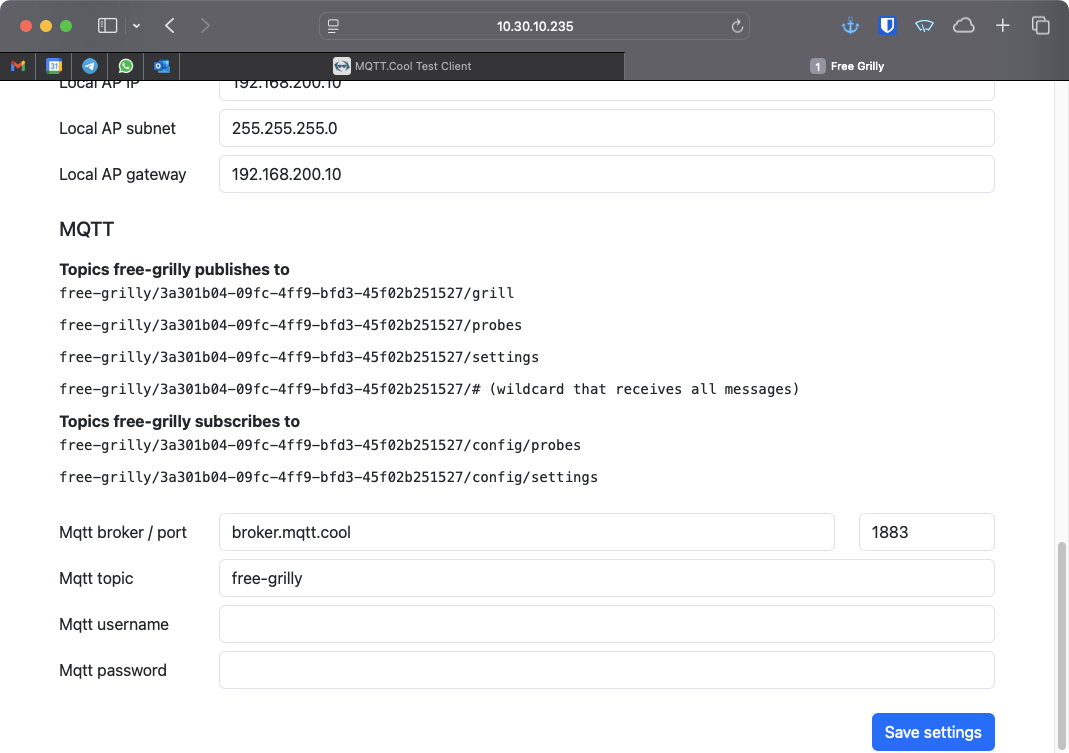 10.30.10.235
31
MQTT.Cool Test Client
1 Free Grilly
Local AP IP 192.168.200.10
Local AP subnet 255.255.255.0
Local AP gateway 192.168.200.10
MQTT
Topics free-grilly publishes to
free-grilly/3a301b04-09fc-4ff9-bfd3-45f02b251527/grill
free-grilly/3a301b04-09fc-4ff9-bfd3-45f02b251527/probes
free-grilly/3a301b04-09fc-4ff9-bfd3-45f02b251527/settings
free-grilly/3a301b04-09fc-4ff9-bfd3-45f02b251527/# (wildcard that receives all messages)
Topics free-grilly subscribes to
free-grilly/3a301b04-09fc-4ff9-bfd3-45f02b251527/config/probes
free-grilly/3a301b04-09fc-4ff9-bfd3-45f02b251527/config/settings
Mqtt broker / port broker.mqtt.cool 1883
Mqtt topic free-grilly
Mqtt username
Mqtt password
Save settings